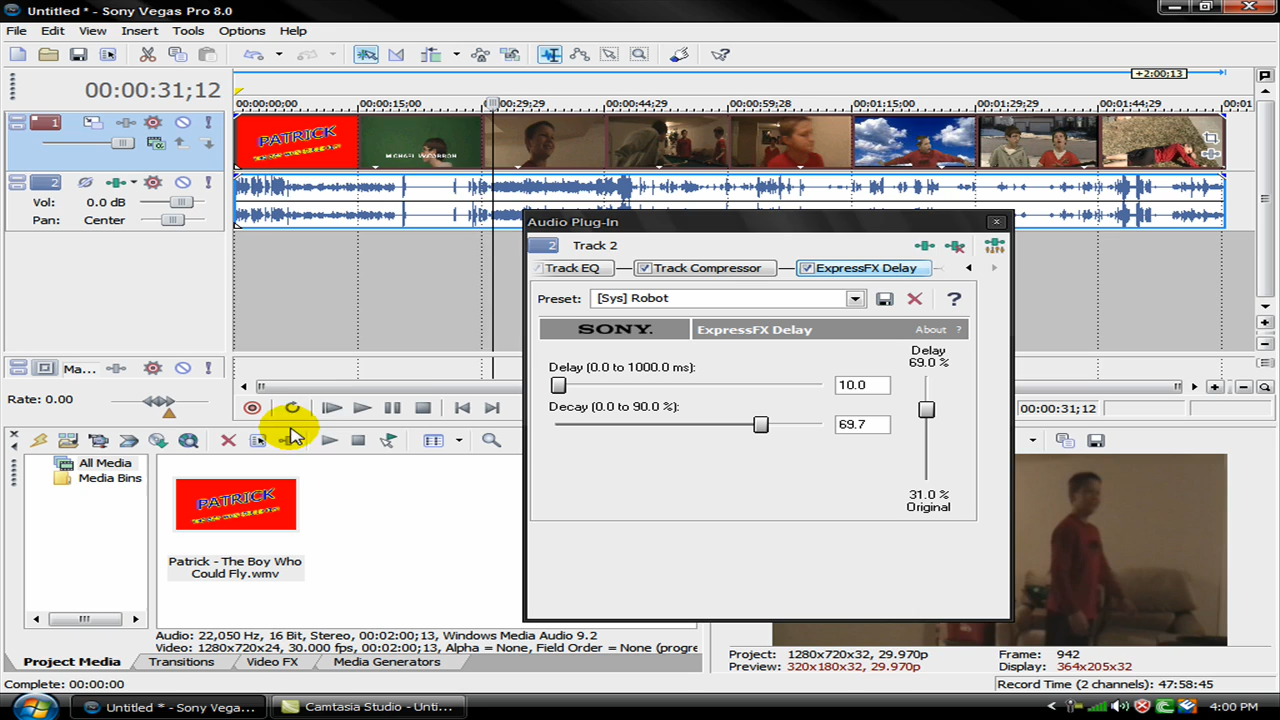 Untitled * - Sony Vegas Pro 8.0
File Edit View Insert Tools Options Help
+2:00;13
00:00:31;12
00:00:00;00 00:00:15;00 00:00:29;29 00:00:44;29 00:00:59;28 00:01:15;00 00:01:29;29 00:01:44;29 00:01
1
PATRICK
2
Vol: 0.0 dB
Pan: Center
Audio Plug-In
2 Track 2
Track EQ Track Compressor ExpressFX Delay
Preset: [Sys] Robot
SONY. ExpressFX Delay About ?
Delay
69.0 %
Delay (0.0 to 1000.0 ms):
10.0
Decay (0.0 to 90.0 %):
69.7
31.0 %
Original
Ma...
Rate: 0.00
00:00:31;12
All Media
Media Bins
PATRICK
Patrick - The Boy Who
Could Fly.wmv
Audio: 22,050 Hz, 16 Bit, Stereo, 00:02:00;13, Windows Media Audio 9.2
Video: 1280x720x24, 30.000 fps, 00:02:00;13, Alpha = None, Field Order = None (progre
Project Media Transitions Video FX Media Generators
Project: 1280x720x32, 29.970p Frame: 942
Preview: 320x180x32, 29.970p Display: 364x205x32
Complete: 00:00:00
Record Time (2 channels): 47:58:45
Untitled * - Sony Vega... Camtasia Studio - Unti... 4:00 PM